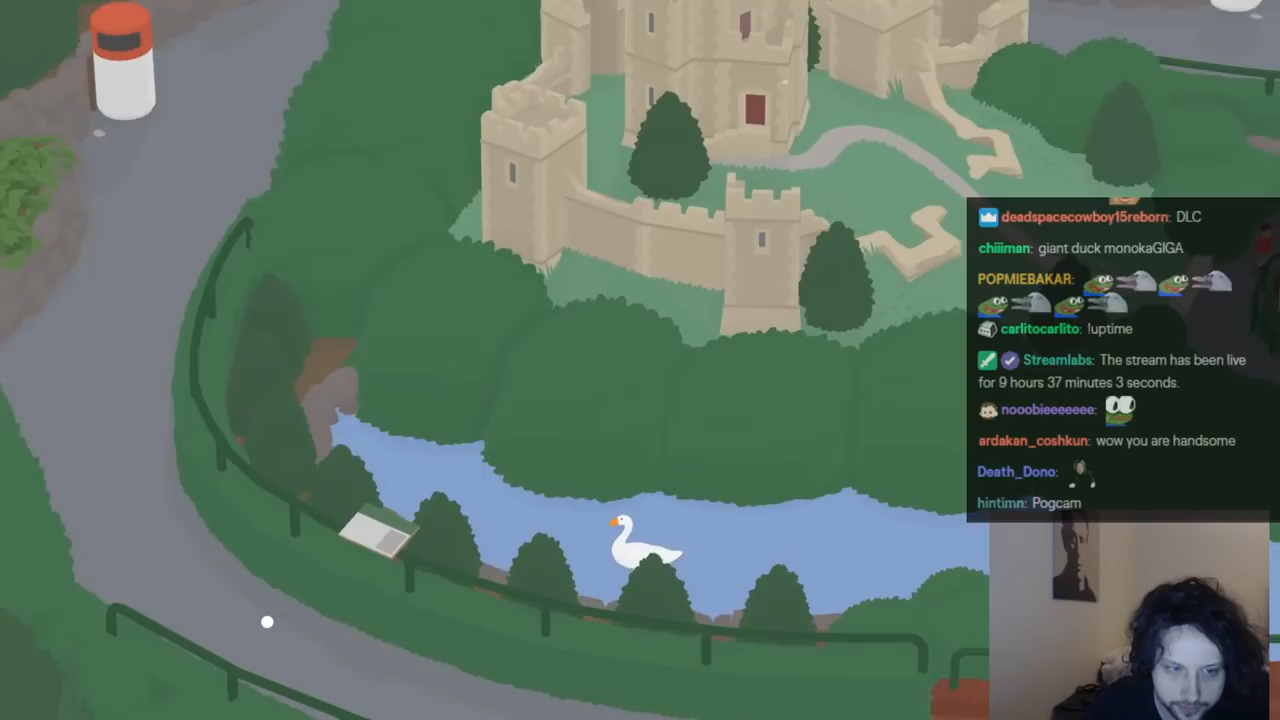 deadspacecowboy15reborn: DLC
chiiiman: giant duck monokaGIGA
POPMIEBAKAR:
carlitocarlito: !uptime
Streamlabs: The stream has been live
for 9 hours 37 minutes 3 seconds.
nooobieeeeeee:
ardakan_coshkun: wow you are handsome
Death_Dono:
hintimn: Pogcam